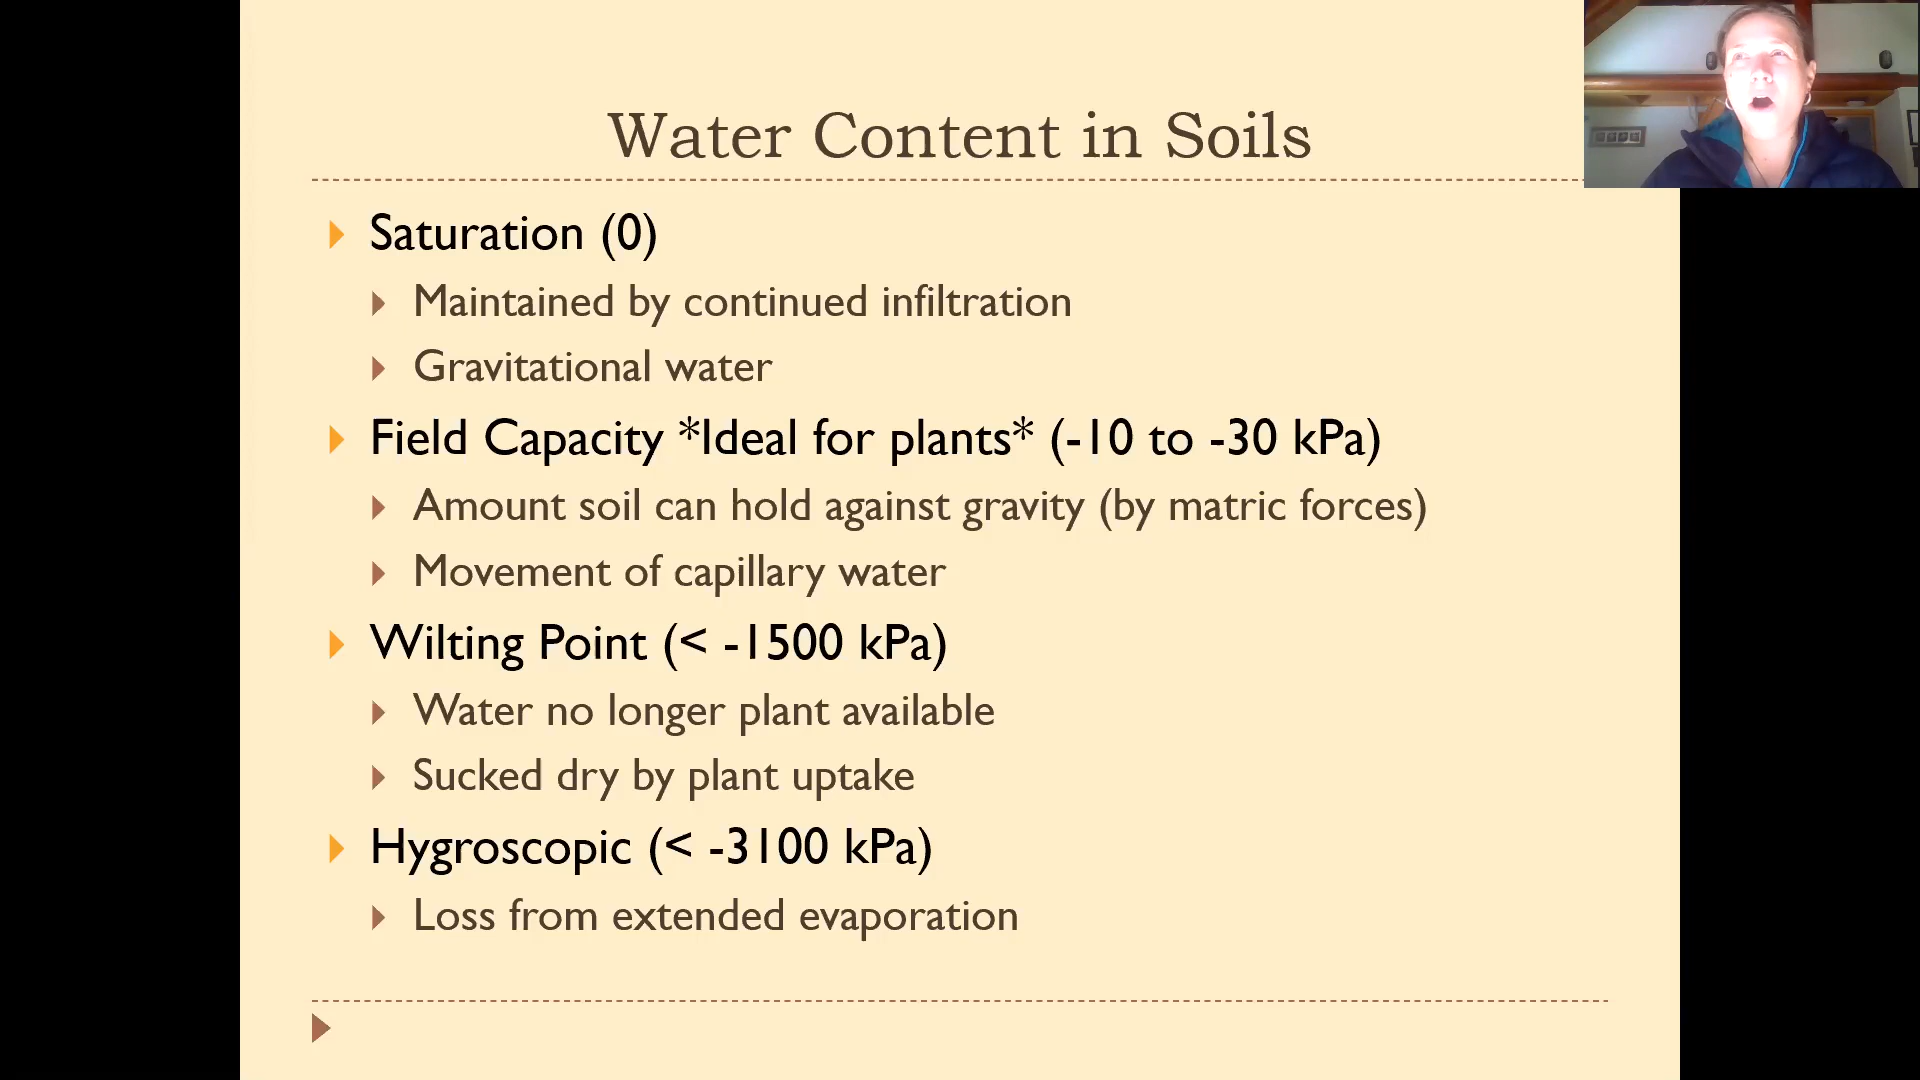 Water Content in Soils
Saturation (0)
Maintained by continued infiltration
Gravitational water
Field Capacity *Ideal for plants* (-10 to -30 kPa)
Amount soil can hold against gravity (by matric forces)
Movement of capillary water
Wilting Point (< -1500 kPa)
Water no longer plant available
Sucked dry by plant uptake
Hygroscopic (< -3100 kPa)
Loss from extended evaporation